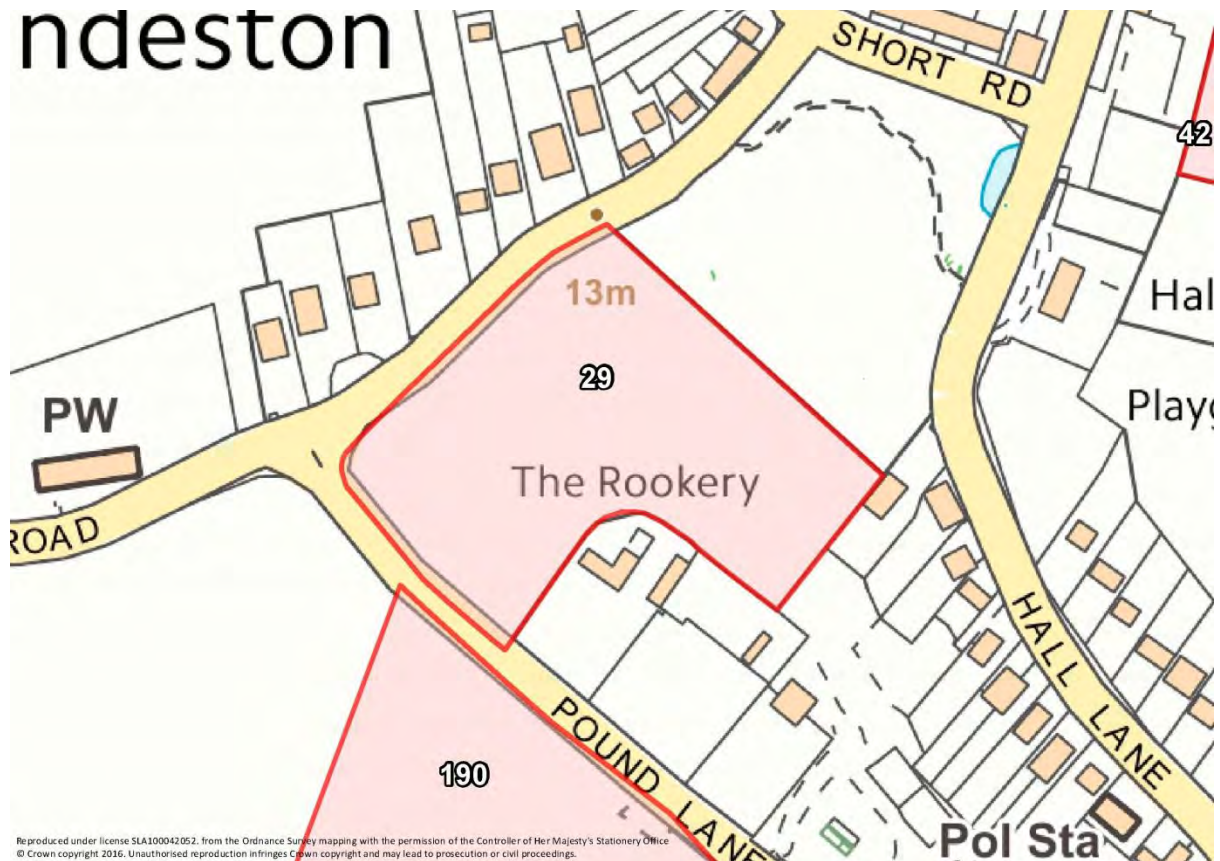 ndeston
SHORT RD
42
13m
Hal
29
PW
Playg
The Rookery
ROAD
HALL LANE
POUND LANE
190
Pol Sta
Reproduced under license SLA100042052, from the Ordnance Survey mapping with the permission of the Controller of Her Majesty's Stationery Office
© Crown copyright 2016. Unauthorised reproduction infringes Crown copyright and may lead to prosecution or civil proceedings.